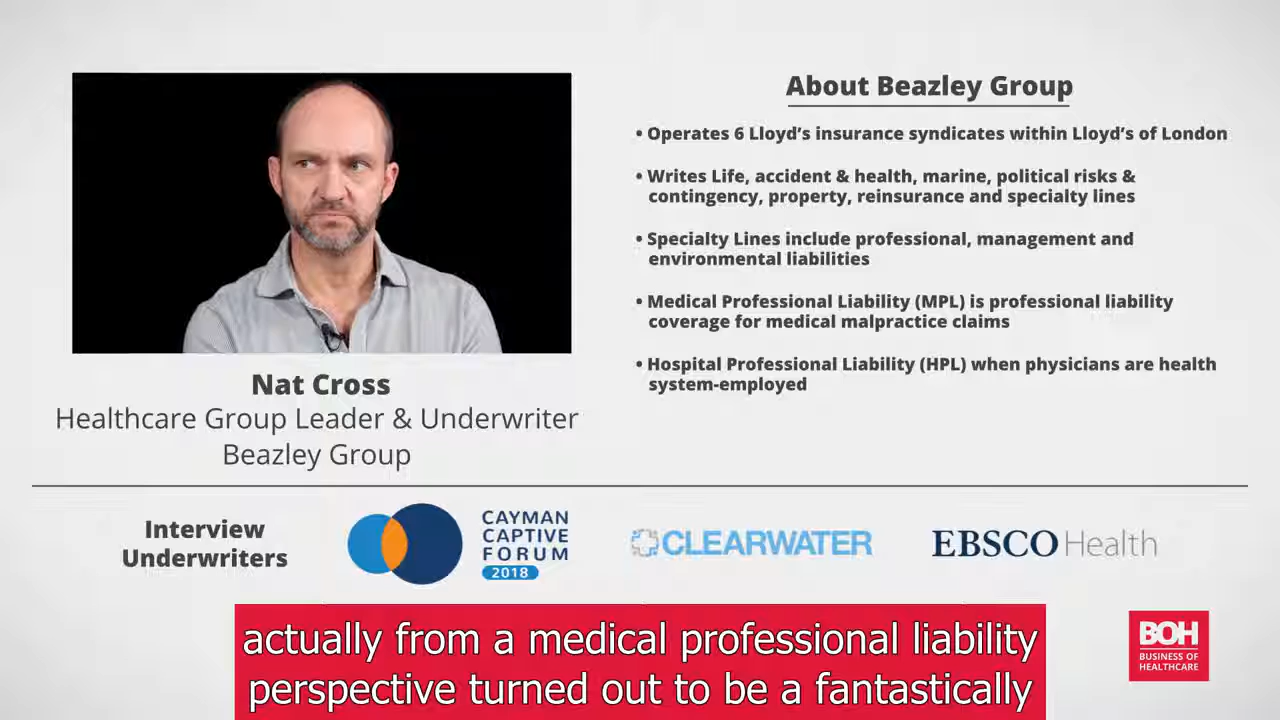 About Beazley Group
• Operates 6 Lloyd's insurance syndicates within Lloyd's of London
• Writes Life, accident & health, marine, political risks &
contingency, property, reinsurance and specialty lines
• Specialty Lines include professional, management and
environmental liabilities
• Medical Professional Liability (MPL) is professional liability
coverage for medical malpractice claims
• Hospital Professional Liability (HPL) when physicians are health
system-employed
Nat Cross
Healthcare Group Leader & Underwriter
Beazley Group
Interview
Underwriters
CAYMAN
CAPTIVE
FORUM
2018
CLEARWATER
EBSCO Health
actually from a medical professional liability
perspective turned out to be a fantastically
BOH
BUSINESS OF
HEALTHCARE